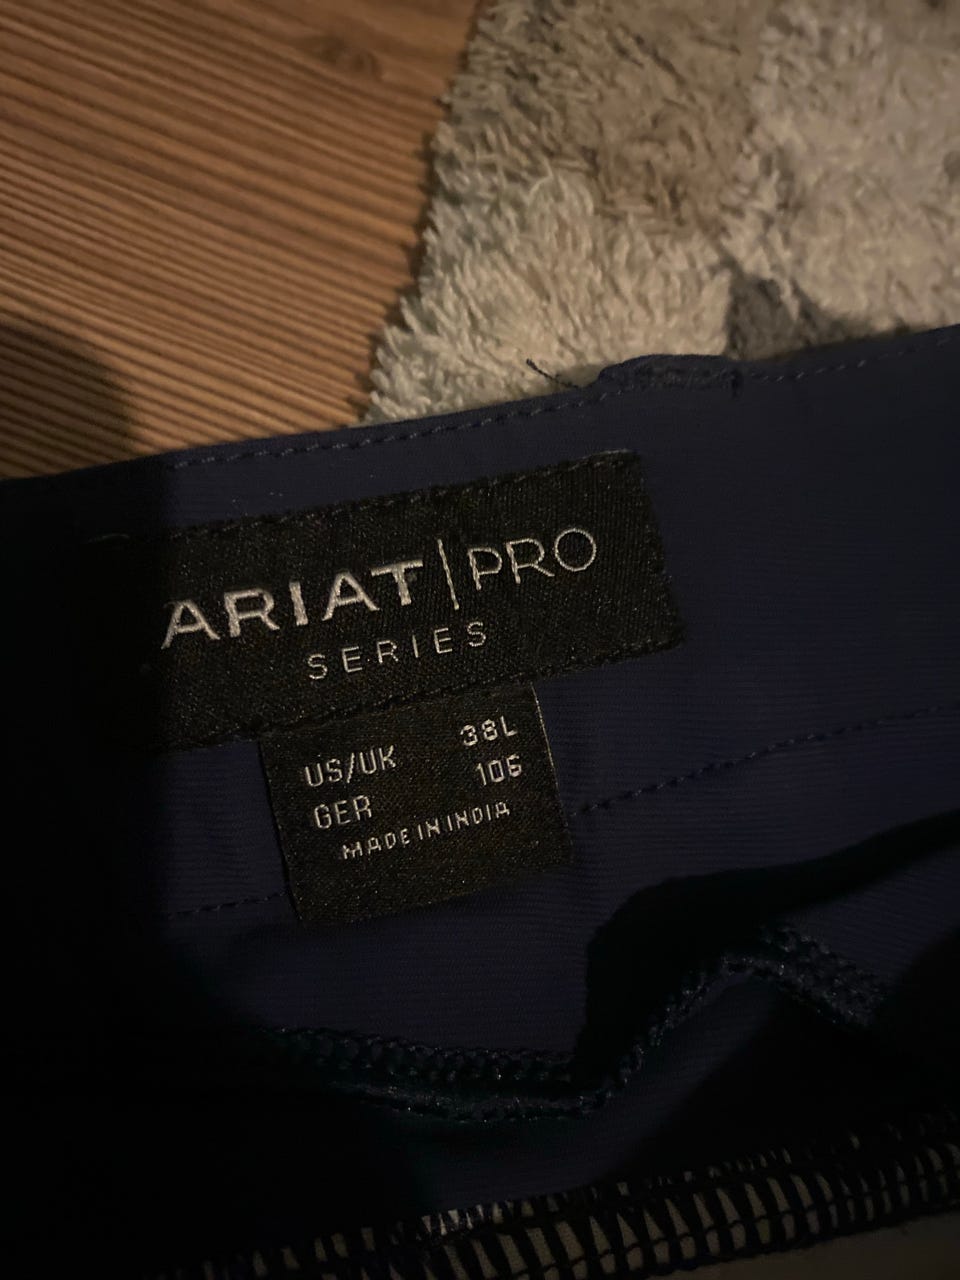 ARIAT | PRO
SERIES
US/UK 38L
GER 106
MADE IN INDIA